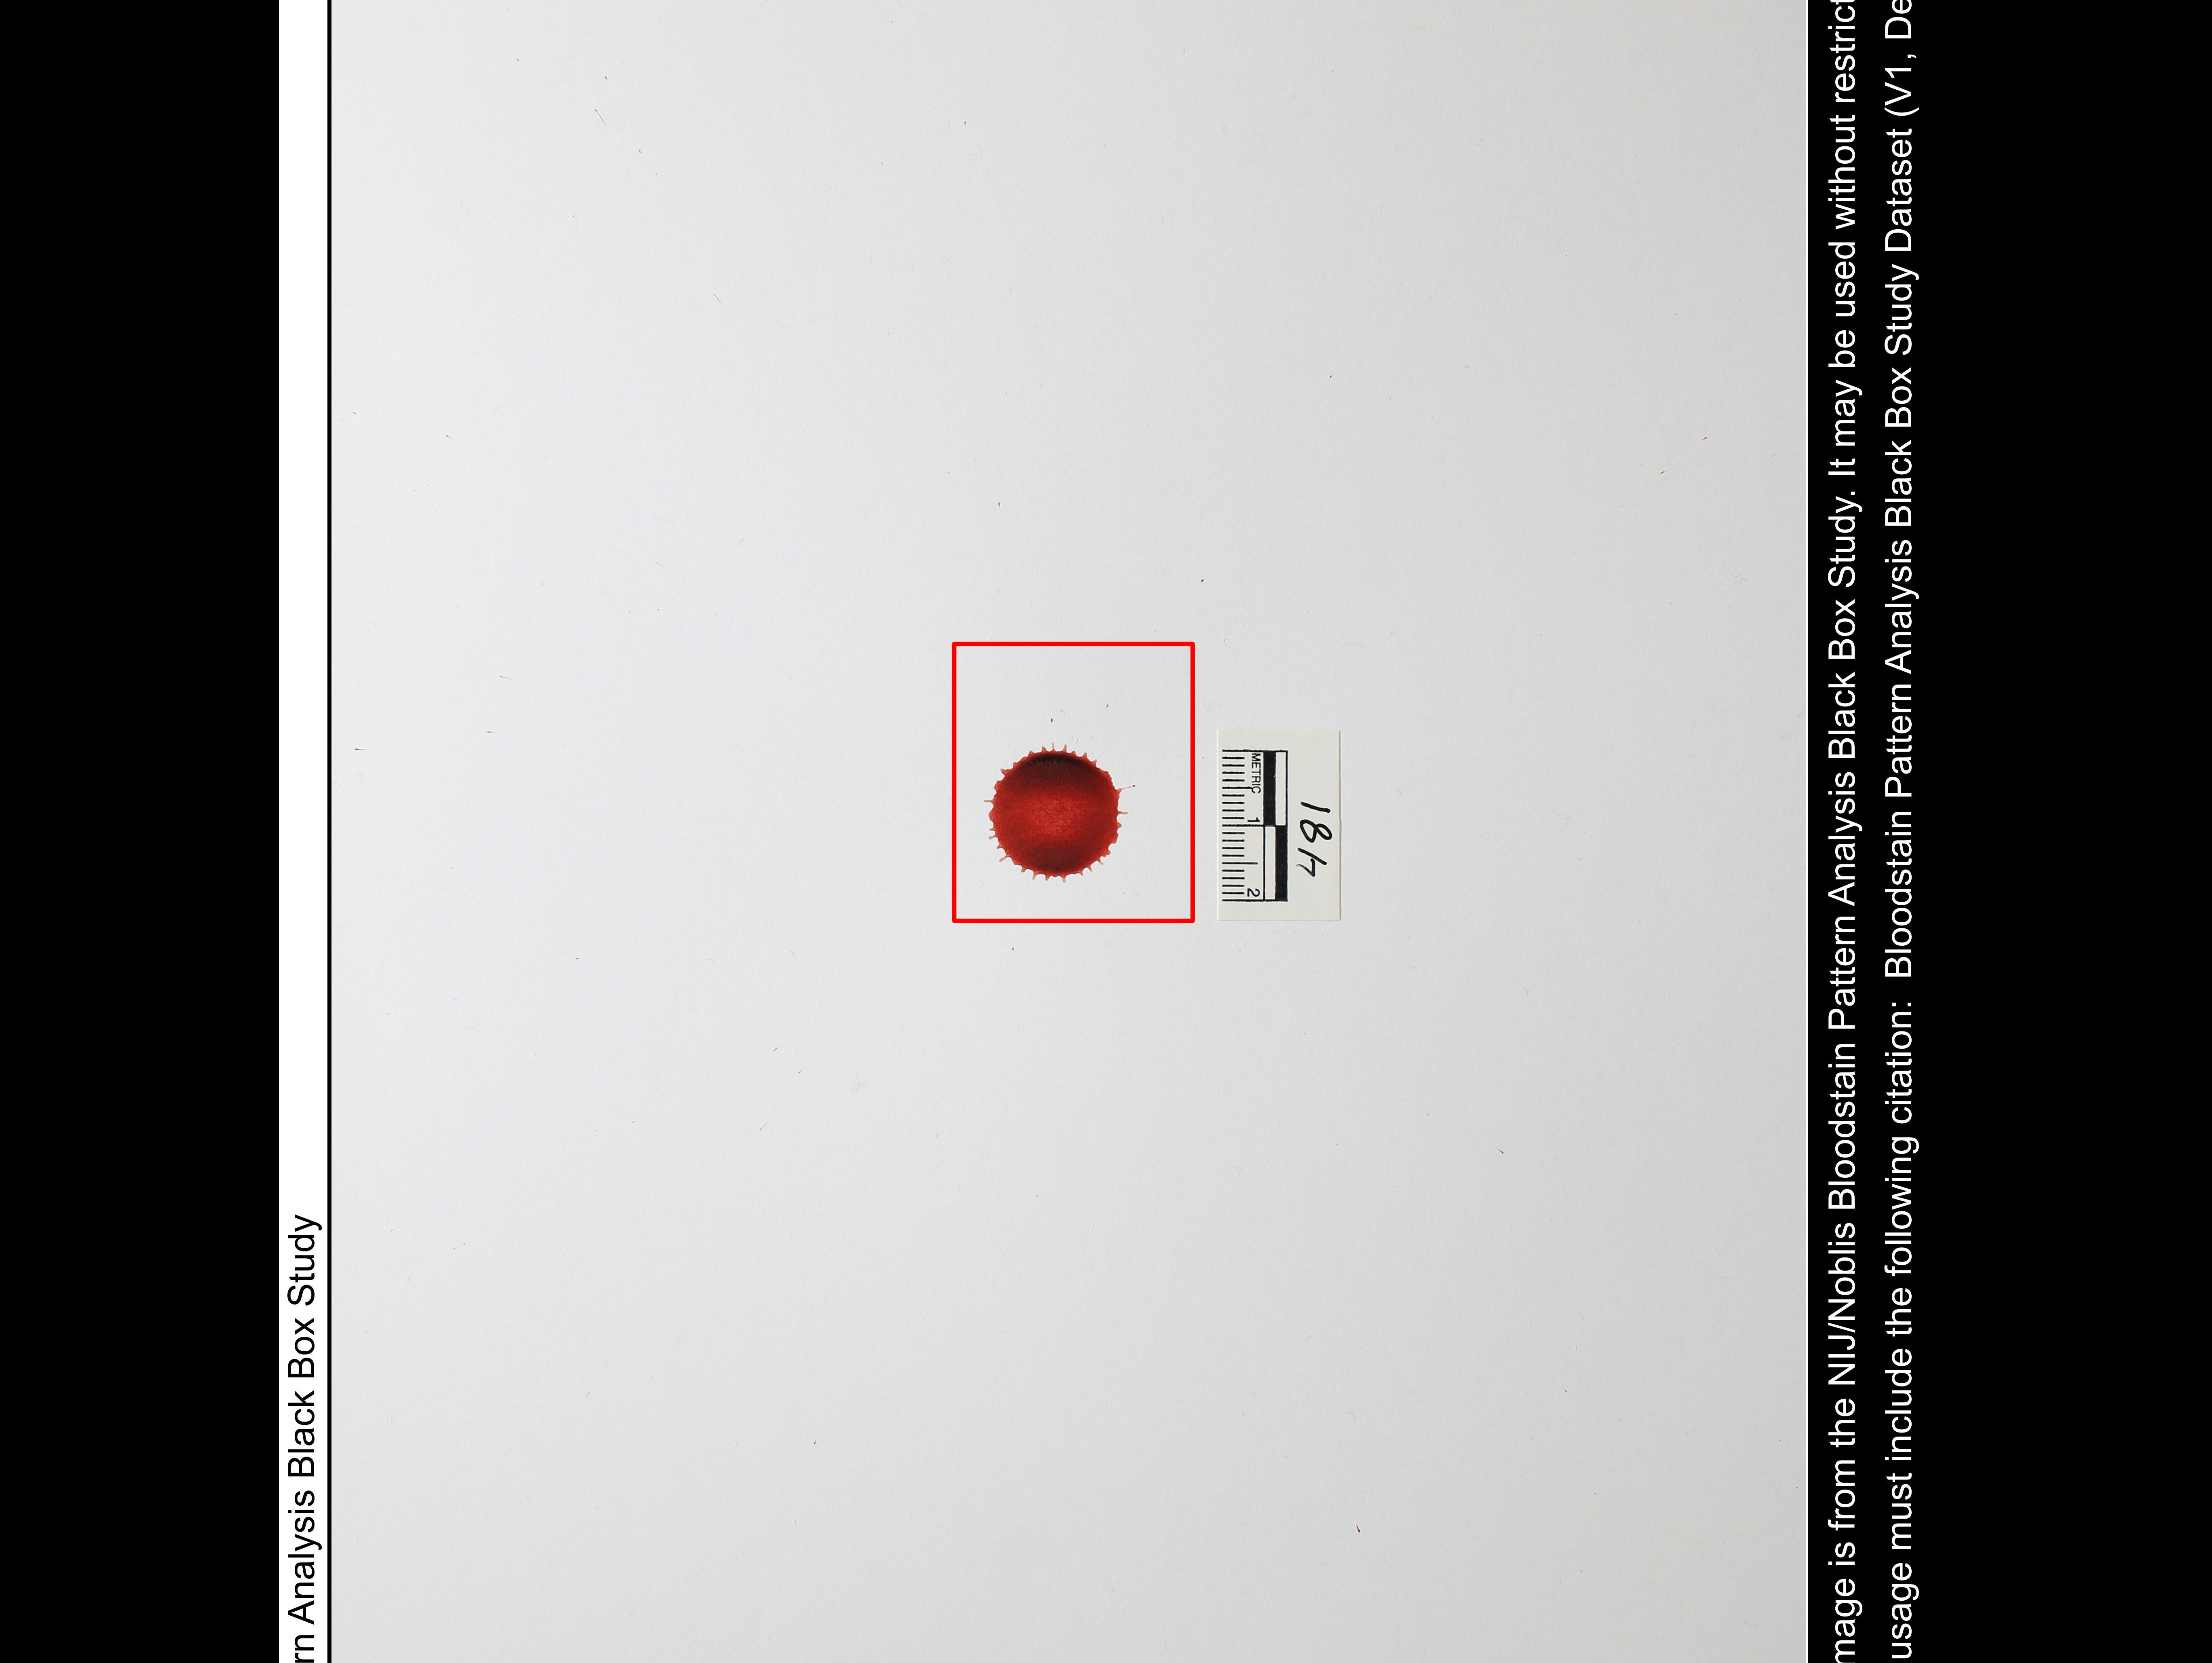 rn Analysis Black Box Study
METRIC 1 2
481
mage is from the NIJ/Noblis Bloodstain Pattern Analysis Black Box Study. It may be used without restrict
usage must include the following citation: Bloodstain Pattern Analysis Black Box Study Dataset (V1, De